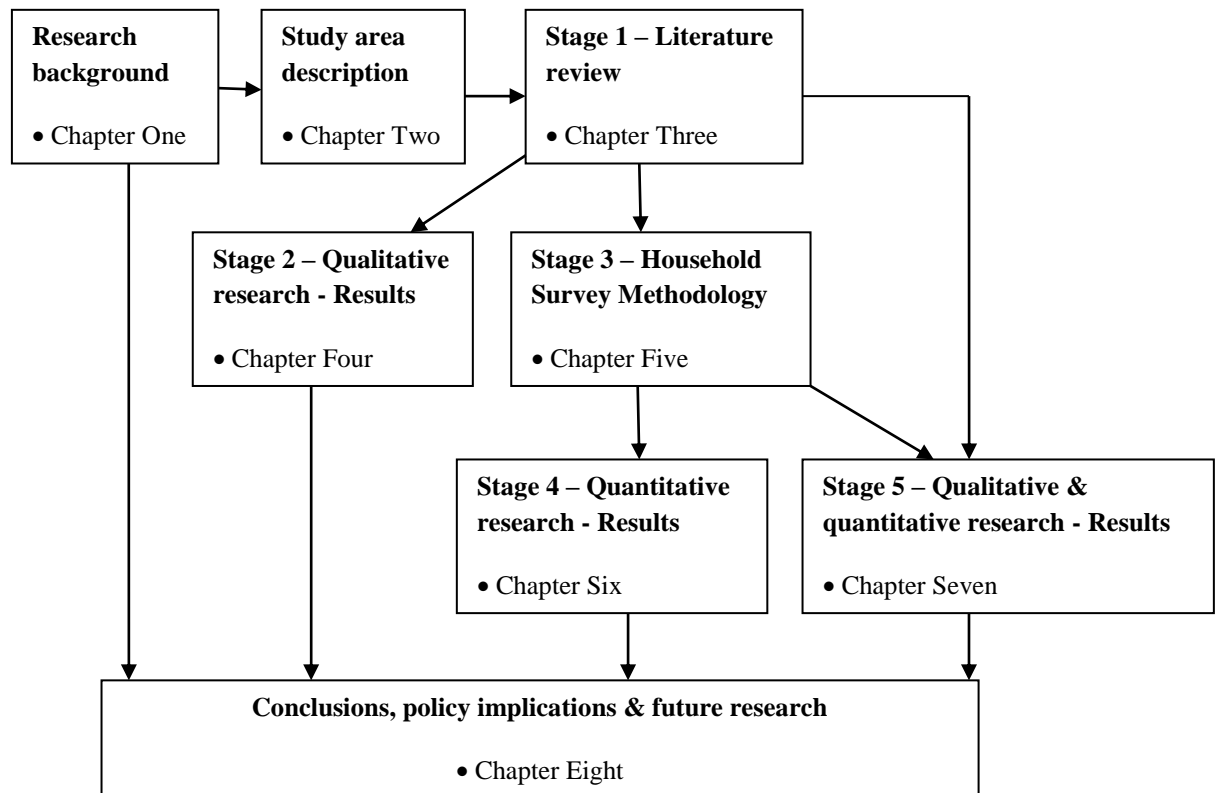 Research
background
• Chapter One
Study area
description
• Chapter Two
Stage 1 – Literature
review
• Chapter Three
Stage 2 – Qualitative
research - Results
• Chapter Four
Stage 3 – Household
Survey Methodology
• Chapter Five
Stage 4 – Quantitative
research - Results
• Chapter Six
Stage 5 – Qualitative &
quantitative research - Results
• Chapter Seven
Conclusions, policy implications & future research
• Chapter Eight